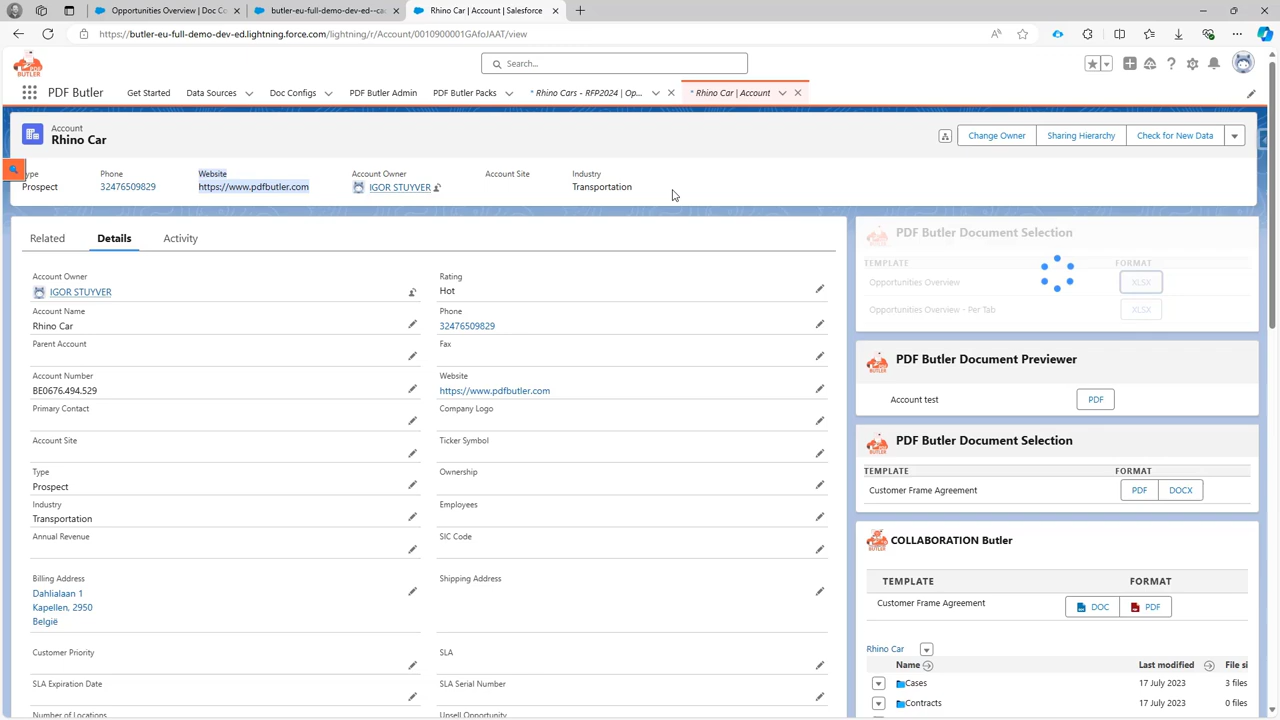 Opportunities Overview | Doc Co
butler-eu-full-demo-dev-ed--ca
Rhino Car | Account | Salesforce
https://butler-eu-full-demo-dev-ed.lightning.force.com/lightning/r/Account/0010900001GAfoJAAT/view
Search...
PDF Butler
Get Started
Data Sources
Doc Configs
PDF Butler Admin
PDF Butler Packs
* Rhino Cars - RFP2024 | Op...
* Rhino Car | Account
Account
Rhino Car
Change Owner
Sharing Hierarchy
Check for New Data
ype
Phone
Website
Account Owner
Account Site
Industry
Prospect
32476509829
https://www.pdfbutler.com
IGOR STUYVER
Transportation
Related
Details
Activity
Account Owner
IGOR STUYVER
Rating
Hot
Account Name
Rhino Car
Phone
32476509829
Parent Account
Fax
Account Number
BE0676.494.529
Website
https://www.pdfbutler.com
Primary Contact
Company Logo
Account Site
Ticker Symbol
Type
Prospect
Ownership
Industry
Transportation
Employees
Annual Revenue
SIC Code
Billing Address
Dahlialaan 1
Kapellen, 2950
België
Shipping Address
Customer Priority
SLA
SLA Expiration Date
SLA Serial Number
Number of Locations
Upsell Opportunity
PDF Butler Document Selection
TEMPLATE
FORMAT
Opportunities Overview
XLSX
Opportunities Overview - Per Tab
XLSX
PDF Butler Document Previewer
Account test
PDF
PDF Butler Document Selection
TEMPLATE
FORMAT
Customer Frame Agreement
PDF
DOCX
COLLABORATION Butler
TEMPLATE
FORMAT
Customer Frame Agreement
DOC
PDF
Rhino Car
Name
Last modified
File si
Cases
17 July 2023
3 files
Contracts
17 July 2023
0 files